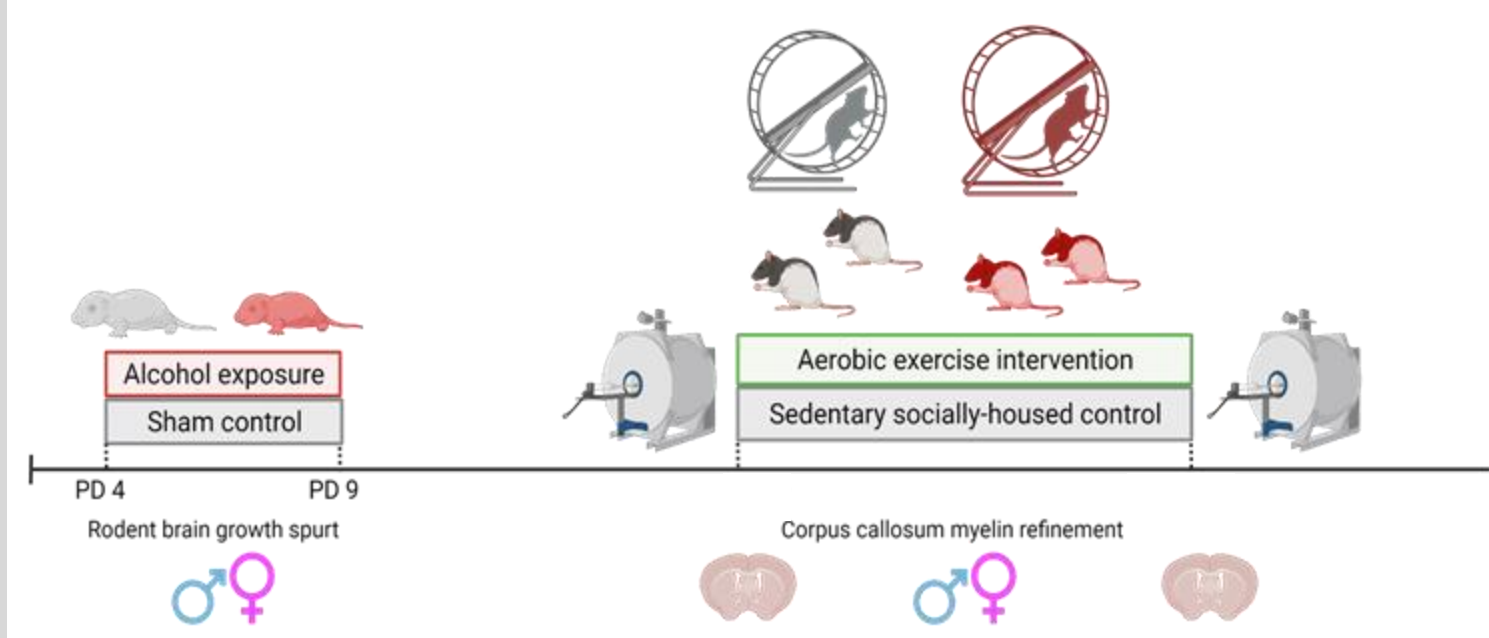 Alcohol exposure
Sham control
Aerobic exercise intervention
Sedentary socially-housed control
PD 4
PD 9
Rodent brain growth spurt
Corpus callosum myelin refinement